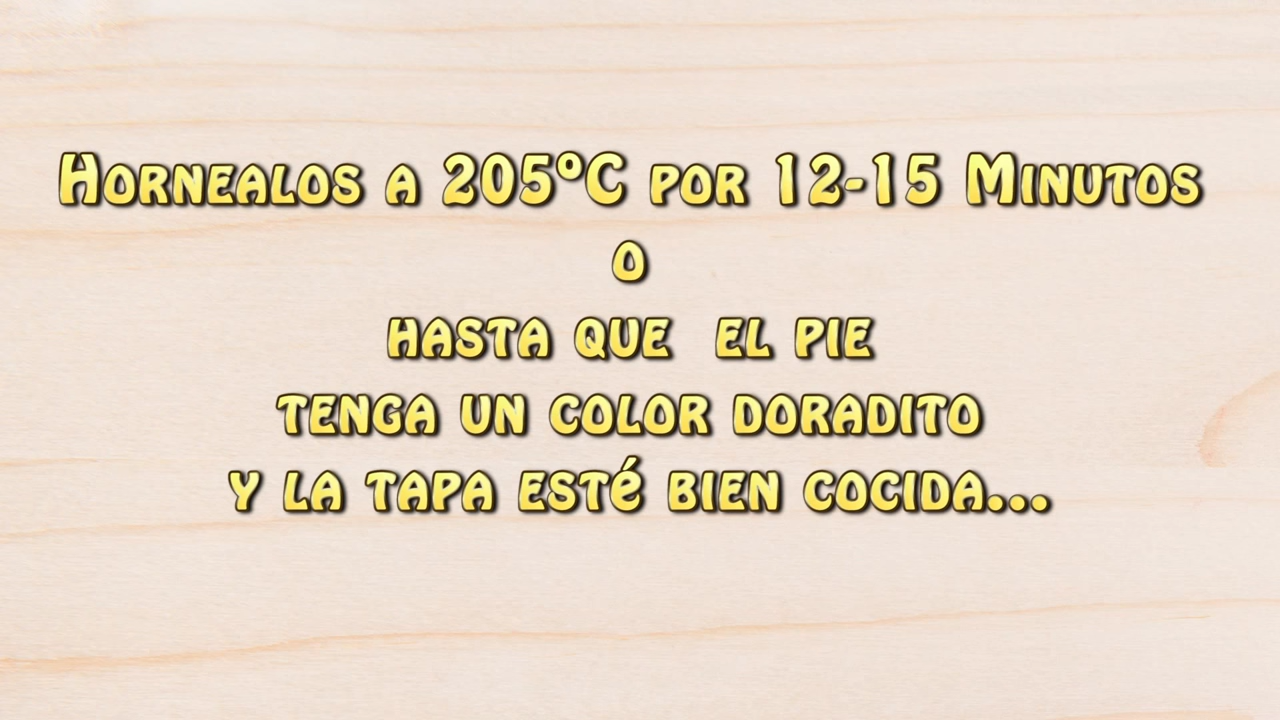 Hornealos a 205°C por 12-15 Minutos
o
hasta que el pie
tenga un color doradito
y la tapa esté bien cocida...